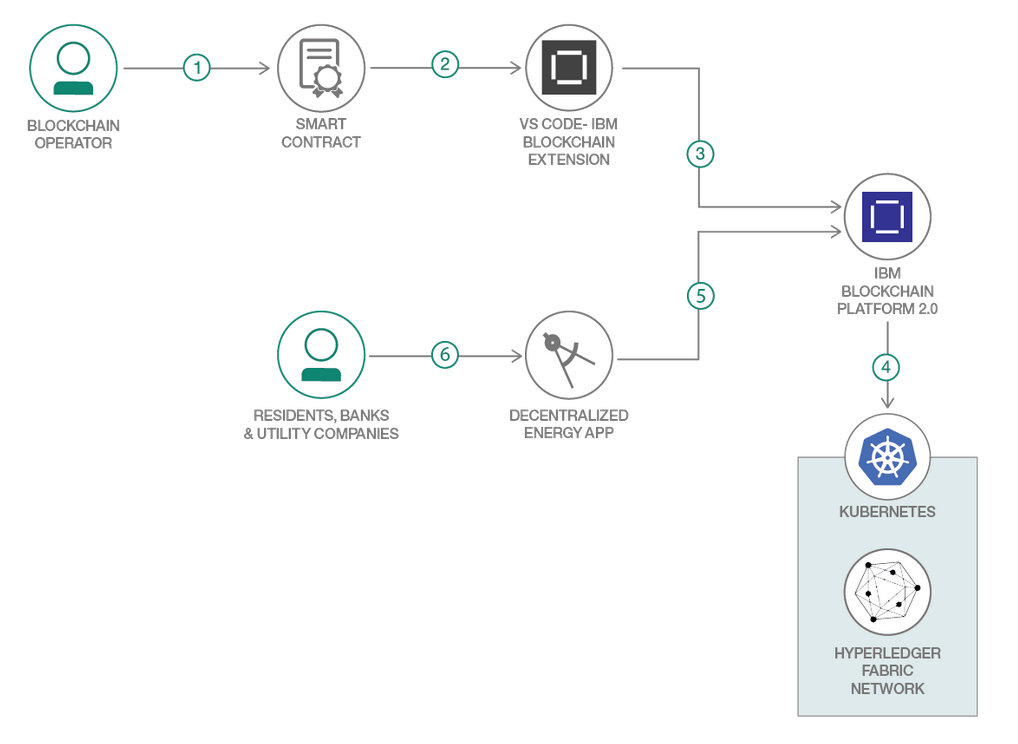 1
2
BLOCKCHAIN
OPERATOR
SMART
CONTRACT
VS CODE- IBM
BLOCKCHAIN
EXTENSION
3
IBM
BLOCKCHAIN
PLATFORM 2.0
5
6
4
RESIDENTS, BANKS
& UTILITY COMPANIES
DECENTRALIZED
ENERGY APP
KUBERNETES
HYPERLEDGER
FABRIC
NETWORK